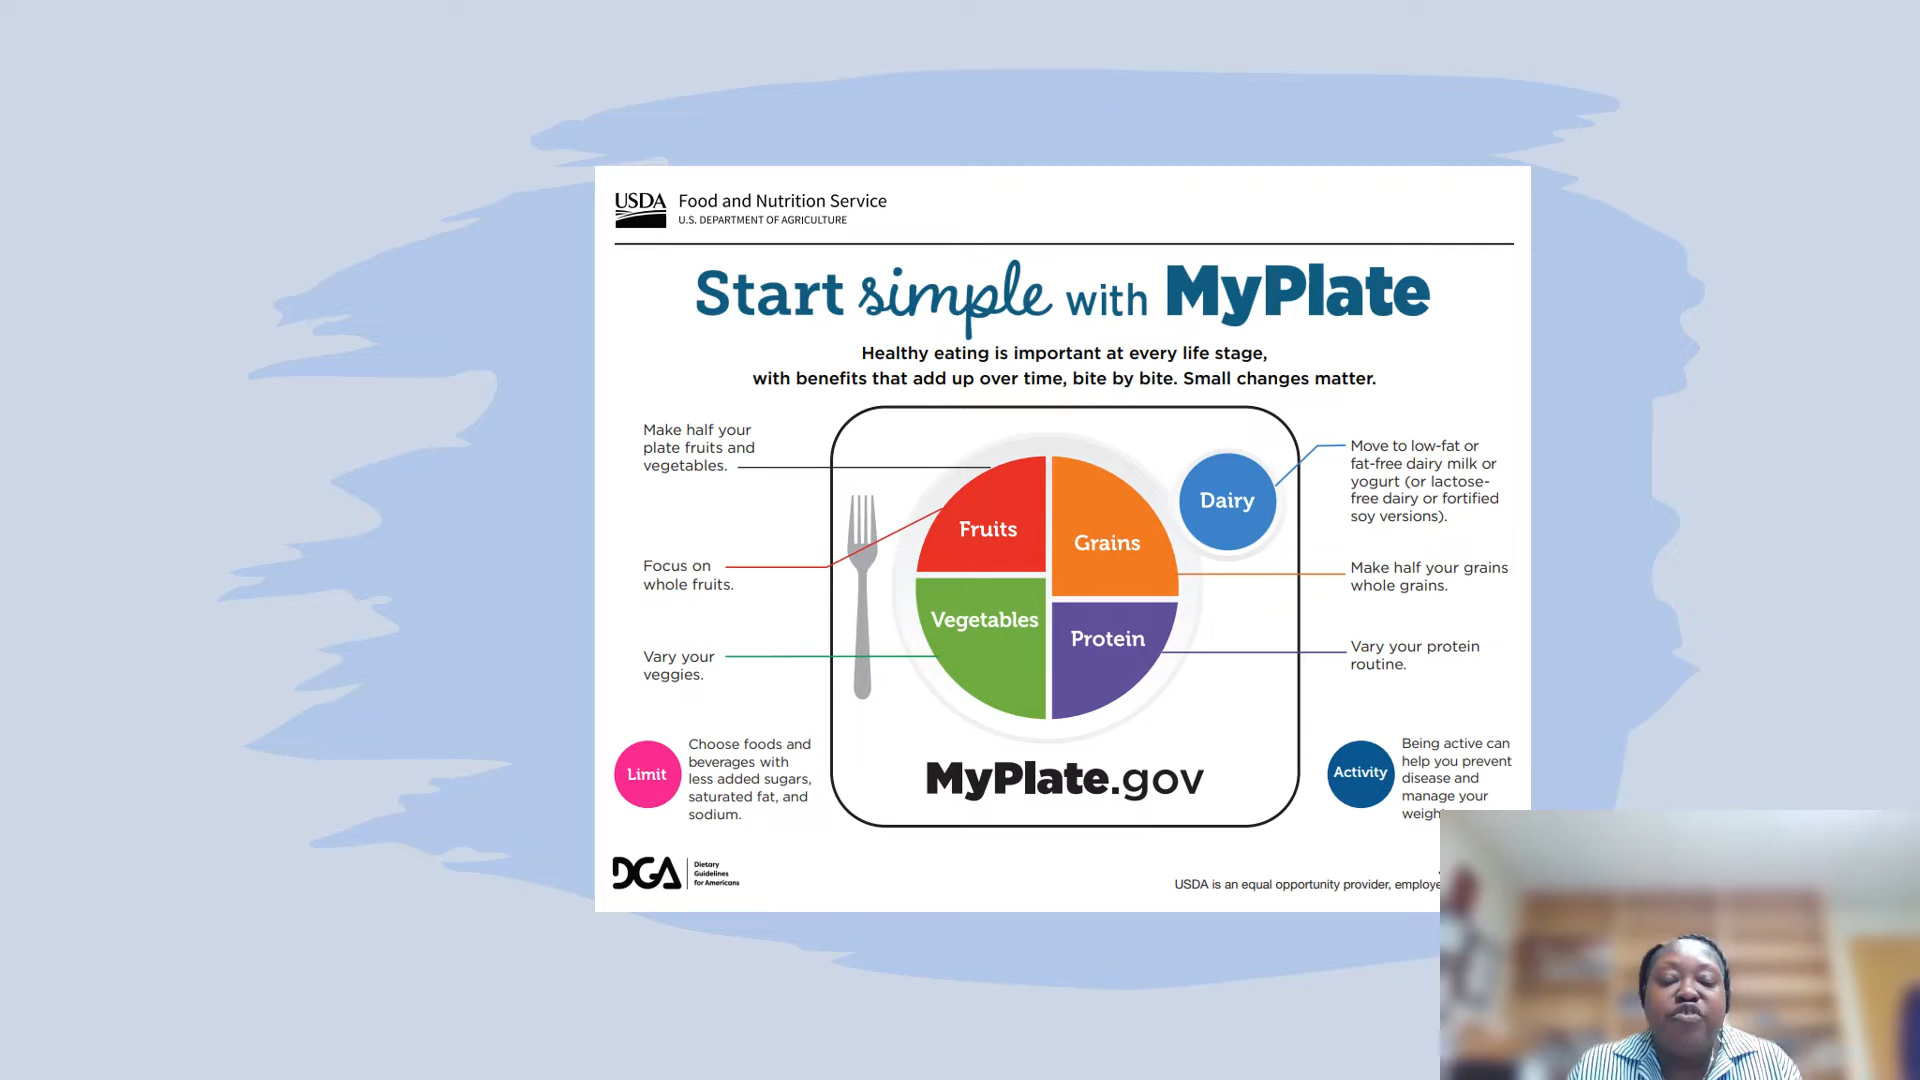 USDA Food and Nutrition Service
U.S. DEPARTMENT OF AGRICULTURE
Start simple with MyPlate
Healthy eating is important at every life stage,
with benefits that add up over time, bite by bite. Small changes matter.
Make half your
plate fruits and
vegetables.
Focus on
whole fruits.
Vary your
veggies.
Fruits
Grains
Dairy
Vegetables
Protein
Move to low-fat or
fat-free dairy milk or
yogurt (or lactose-
free dairy or fortified
soy versions).
Make half your grains
whole grains.
Vary your protein
routine.
Limit
Choose foods and
beverages with
less added sugars,
saturated fat, and
sodium.
MyPlate.gov
Activity
Being active can
help you prevent
disease and
manage your
DGA
Dietary
Guidelines
for Americans
USDA is an equal opportunity provider,